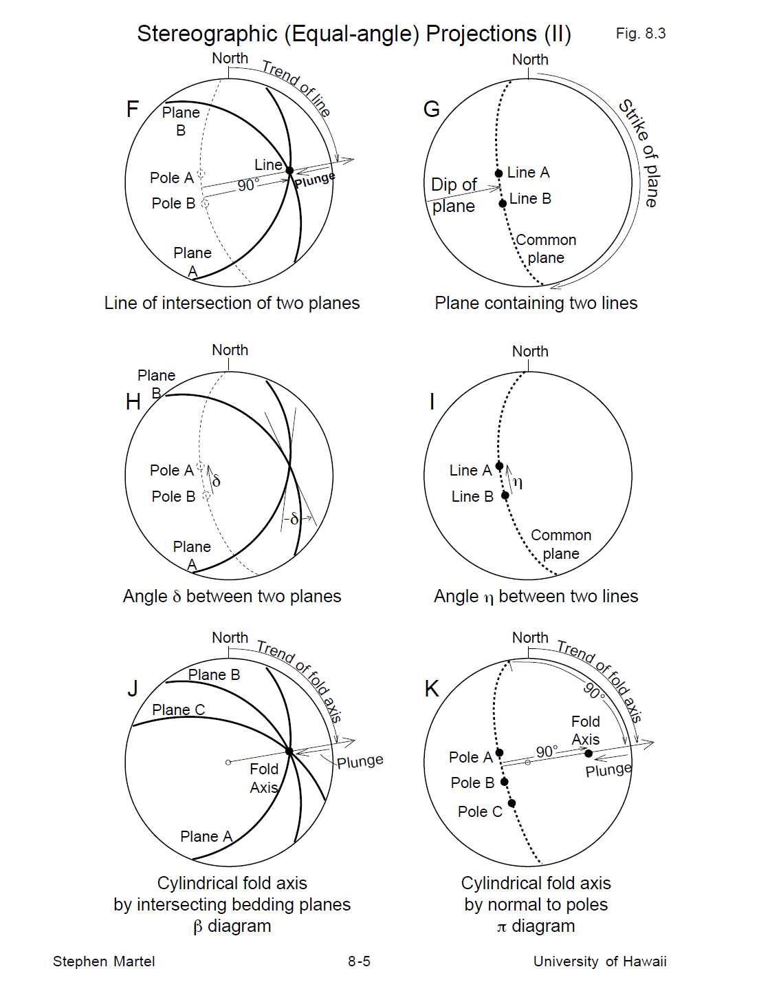 Stereographic (Equal-angle) Projections (II)
Fig. 8.3
North
Trend of line
F
Plane
B
Line
Pole A
90°
Plunge
Pole B
Plane
A
Line of intersection of two planes
North
G
Strike of plane
Line A
Dip of
plane
Line B
Common
plane
Plane containing two lines
North
Plane
B
H
Pole A
δ
Pole B
δ
Plane
A
Angle δ between two planes
North
I
Line A
η
Line B
Common
plane
Angle η between two lines
North
Trend of fold axis
J
Plane B
Plane C
Plunge
Fold
Axis
Plane A
Cylindrical fold axis
by intersecting bedding planes
β diagram
North
Trend of fold axis
K
90°
Fold
Axis
90°
Pole A
Plunge
Pole B
Pole C
Cylindrical fold axis
by normal to poles
π diagram
Stephen Martel
8-5
University of Hawaii